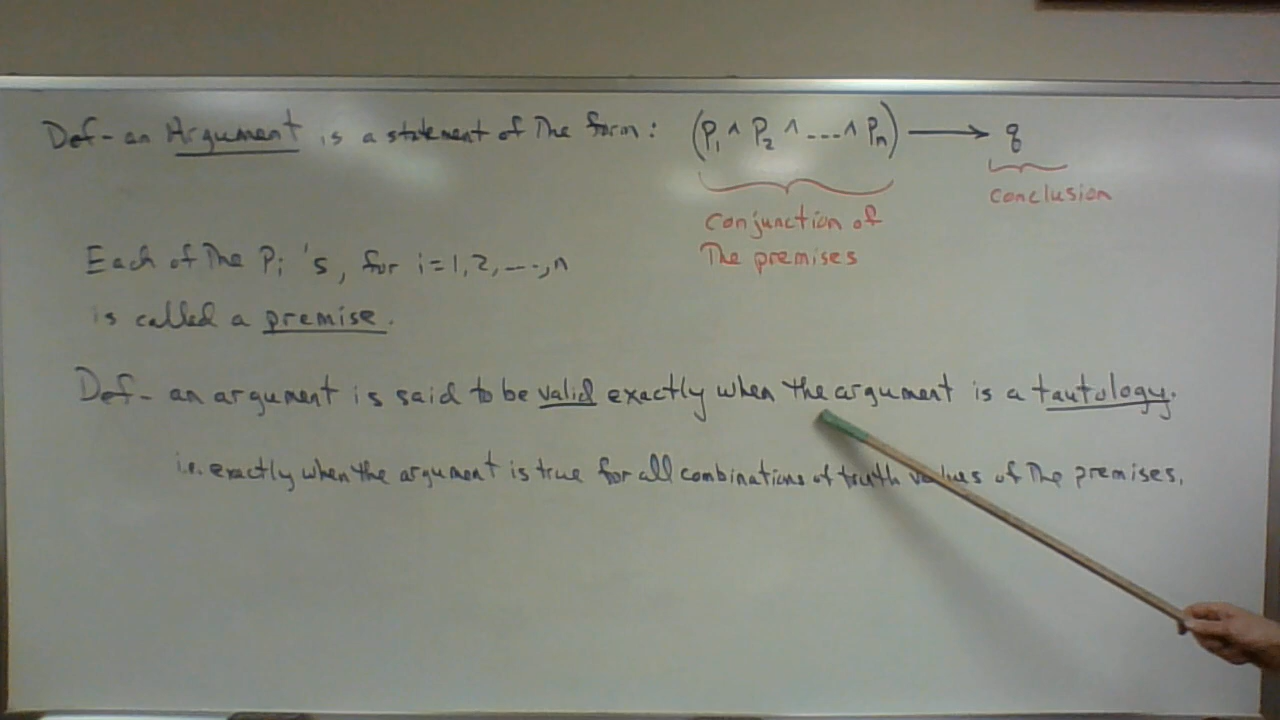 Def- an Argument is a statement of The form: (P₁ ^ P₂ ^ ..... ^ Pₙ) → q
conclusion
conjunction of
The premises
Each of The Pᵢ's, for i=1,2,---,n
is called a premise.
Def- an argument is said to be valid exactly when the argument is a tautology.
i.e. exactly when the argument is true for all combinations of truth values of The premises.